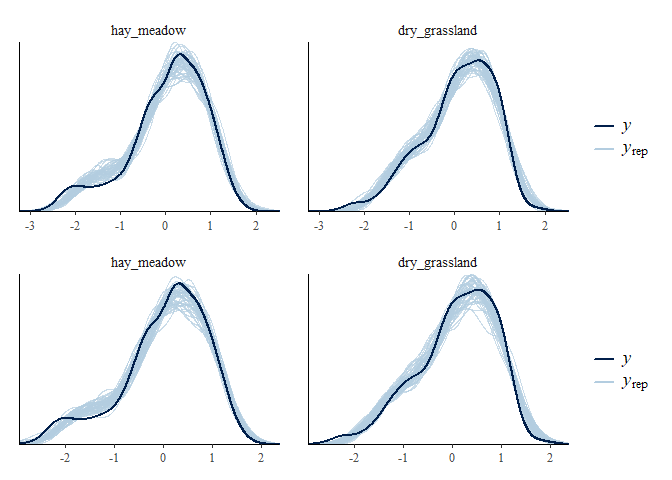 hay_meadow dry_grassland
-3 -2 -1 0 1 2 -3 -2 -1 0 1 2
y
yrep
hay_meadow dry_grassland
-2 -1 0 1 2 -2 -1 0 1 2
y
yrep